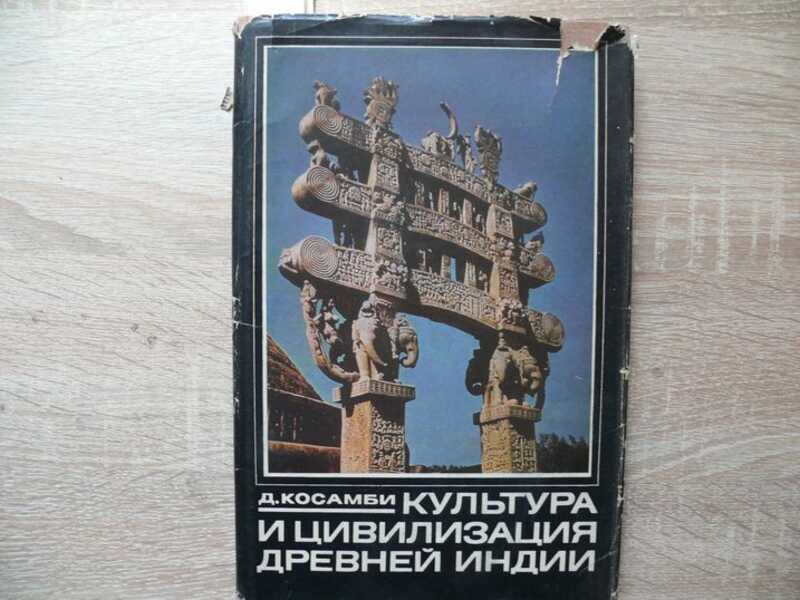 Д.КОСАМБИ КУЛЬТУРА
И ЦИВИЛИЗАЦИЯ
ДРЕВНЕЙ ИНДИИ